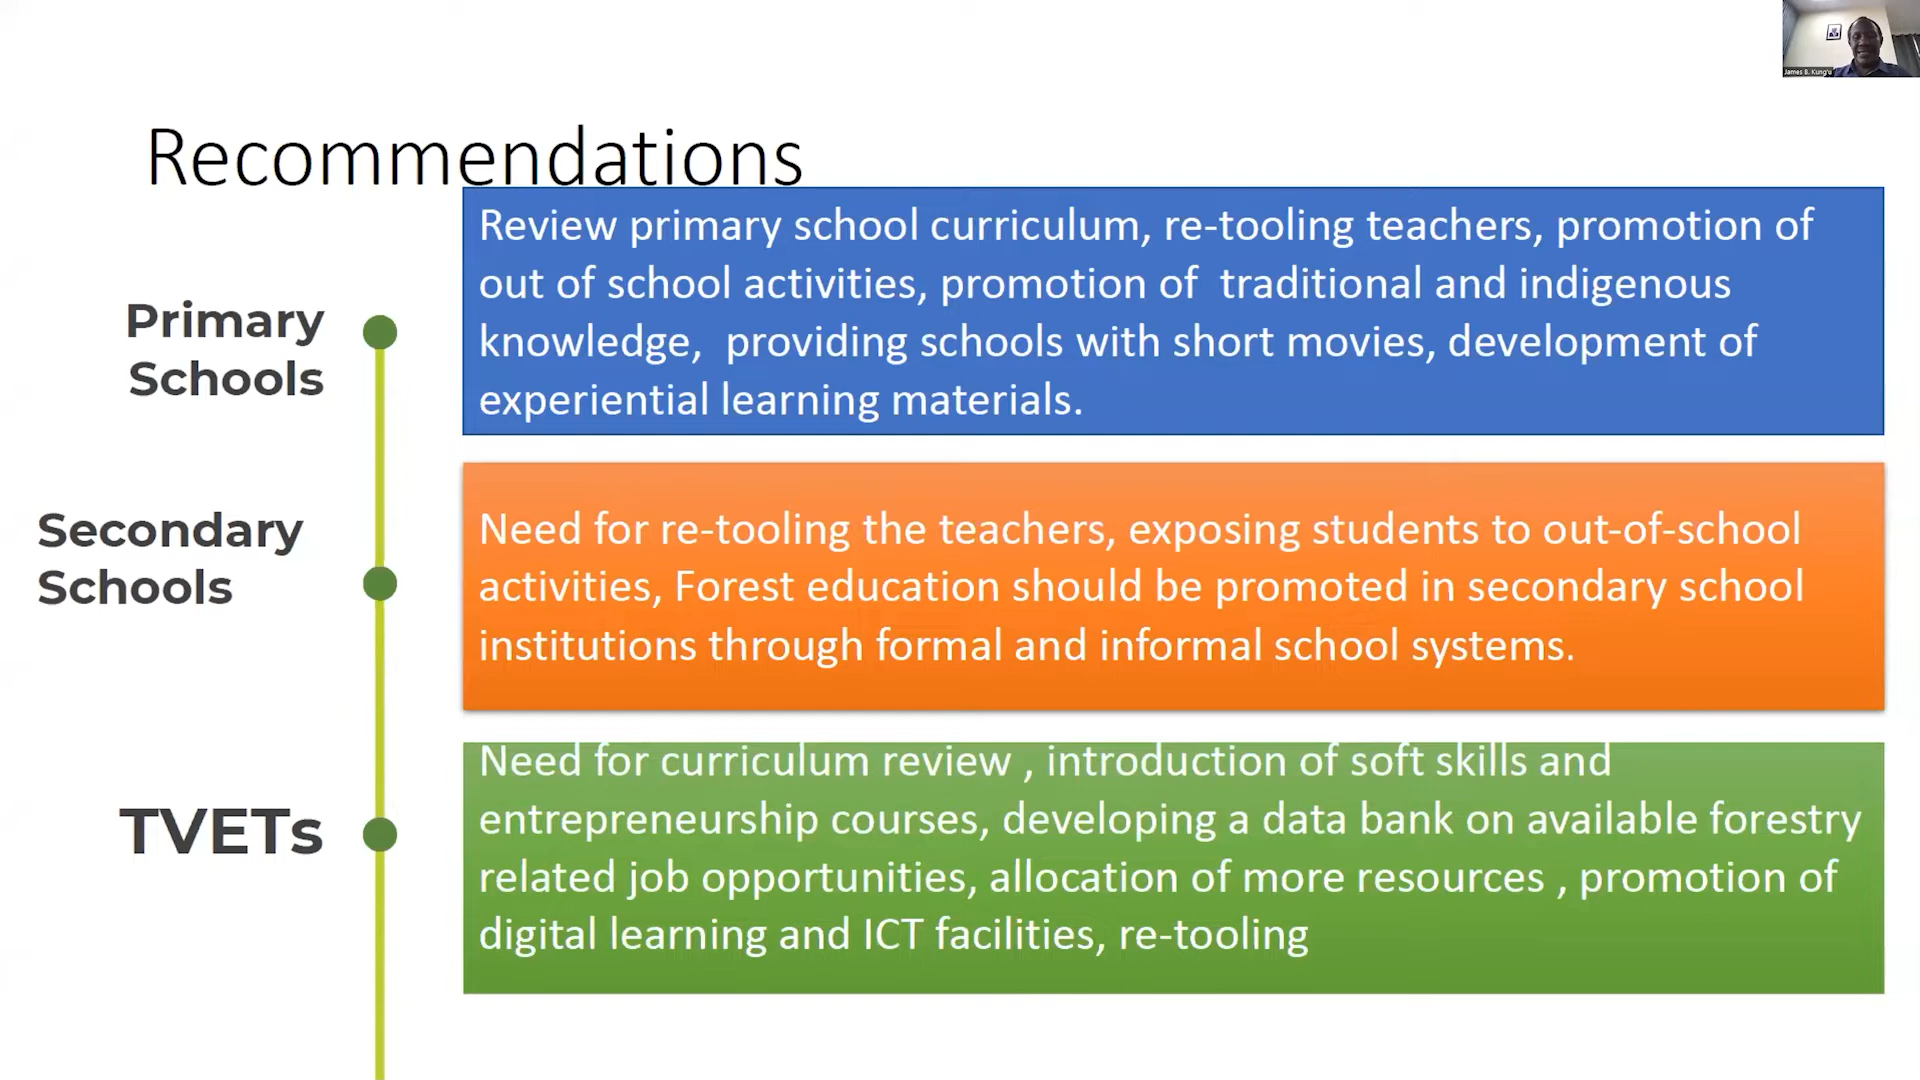 James B. Kung'u
Recommendations
Primary
Schools
Review primary school curriculum, re-tooling teachers, promotion of
out of school activities, promotion of  traditional and indigenous
knowledge,  providing schools with short movies, development of
experiential learning materials.
Secondary
Schools
Need for re-tooling the teachers, exposing students to out-of-school
activities, Forest education should be promoted in secondary school
institutions through formal and informal school systems.
TVETs
Need for curriculum review , introduction of soft skills and
entrepreneurship courses, developing a data bank on available forestry
related job opportunities, allocation of more resources , promotion of
digital learning and ICT facilities, re-tooling